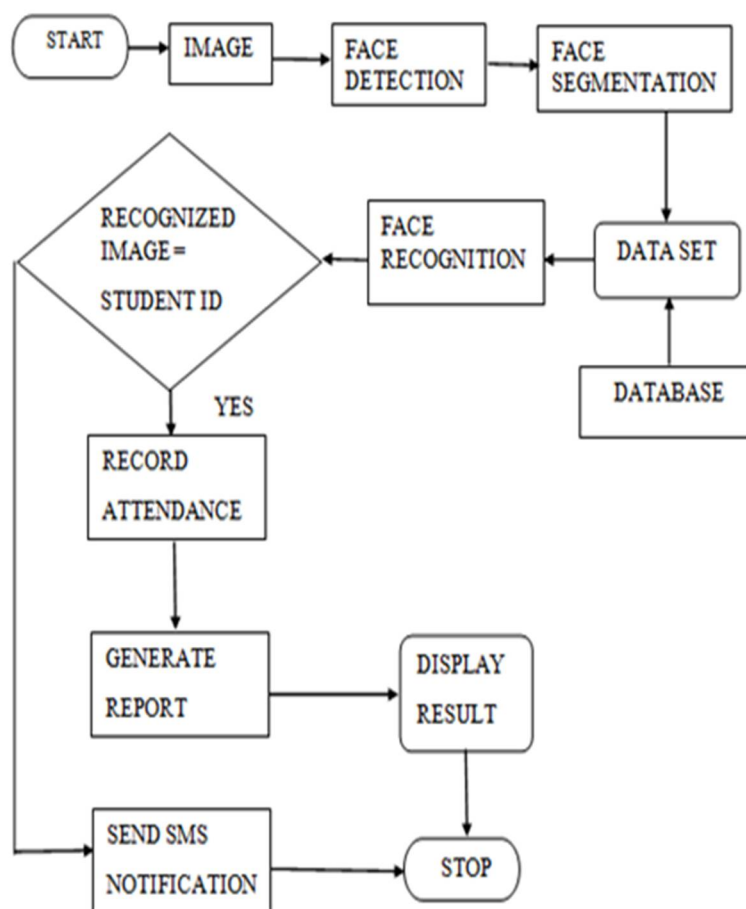 START
IMAGE
FACE
DETECTION
FACE
SEGMENTATION
RECOGNIZED
IMAGE =
STUDENT ID
FACE
RECOGNITION
DATA SET
DATABASE
YES
RECORD
ATTENDANCE
GENERATE
REPORT
DISPLAY
RESULT
SEND SMS
NOTIFICATION
STOP